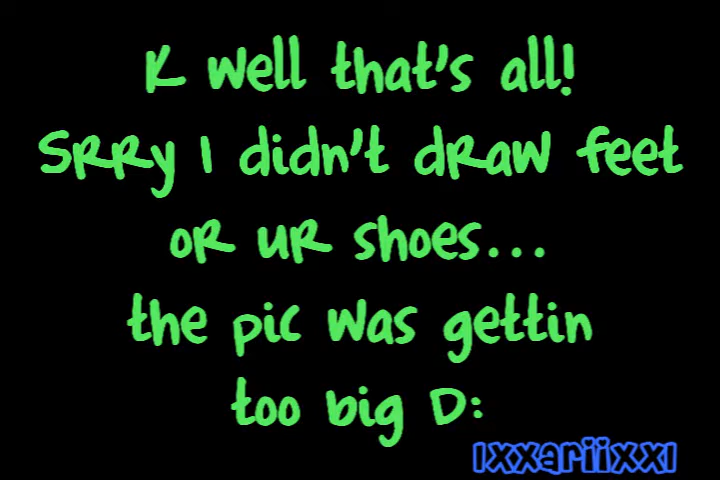 K well that's all!
Srry I didn't draw feet
or ur shoes...
the pic was gettin
too big D:
ixxariixxi